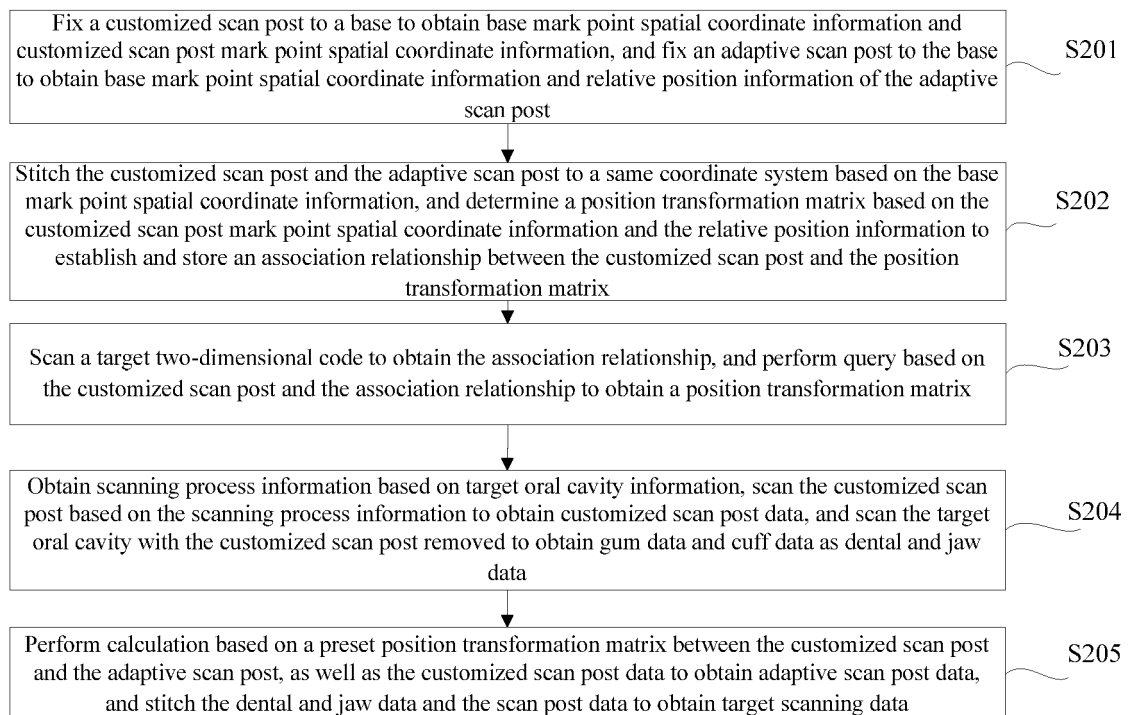 Fix a customized scan post to a base to obtain base mark point spatial coordinate information and
customized scan post mark point spatial coordinate information, and fix an adaptive scan post to the base
to obtain base mark point spatial coordinate information and relative position information of the adaptive
scan post
S201
Stitch the customized scan post and the adaptive scan post to a same coordinate system based on the base
mark point spatial coordinate information, and determine a position transformation matrix based on the
customized scan post mark point spatial coordinate information and the relative position information to
establish and store an association relationship between the customized scan post and the position
transformation matrix
S202
Scan a target two-dimensional code to obtain the association relationship, and perform query based on
the customized scan post and the association relationship to obtain a position transformation matrix
S203
Obtain scanning process information based on target oral cavity information, scan the customized scan
post based on the scanning process information to obtain customized scan post data, and scan the target
oral cavity with the customized scan post removed to obtain gum data and cuff data as dental and jaw
data
S204
Perform calculation based on a preset position transformation matrix between the customized scan post
and the adaptive scan post, as well as the customized scan post data to obtain adaptive scan post data,
and stitch the dental and jaw data and the scan post data to obtain target scanning data
S205